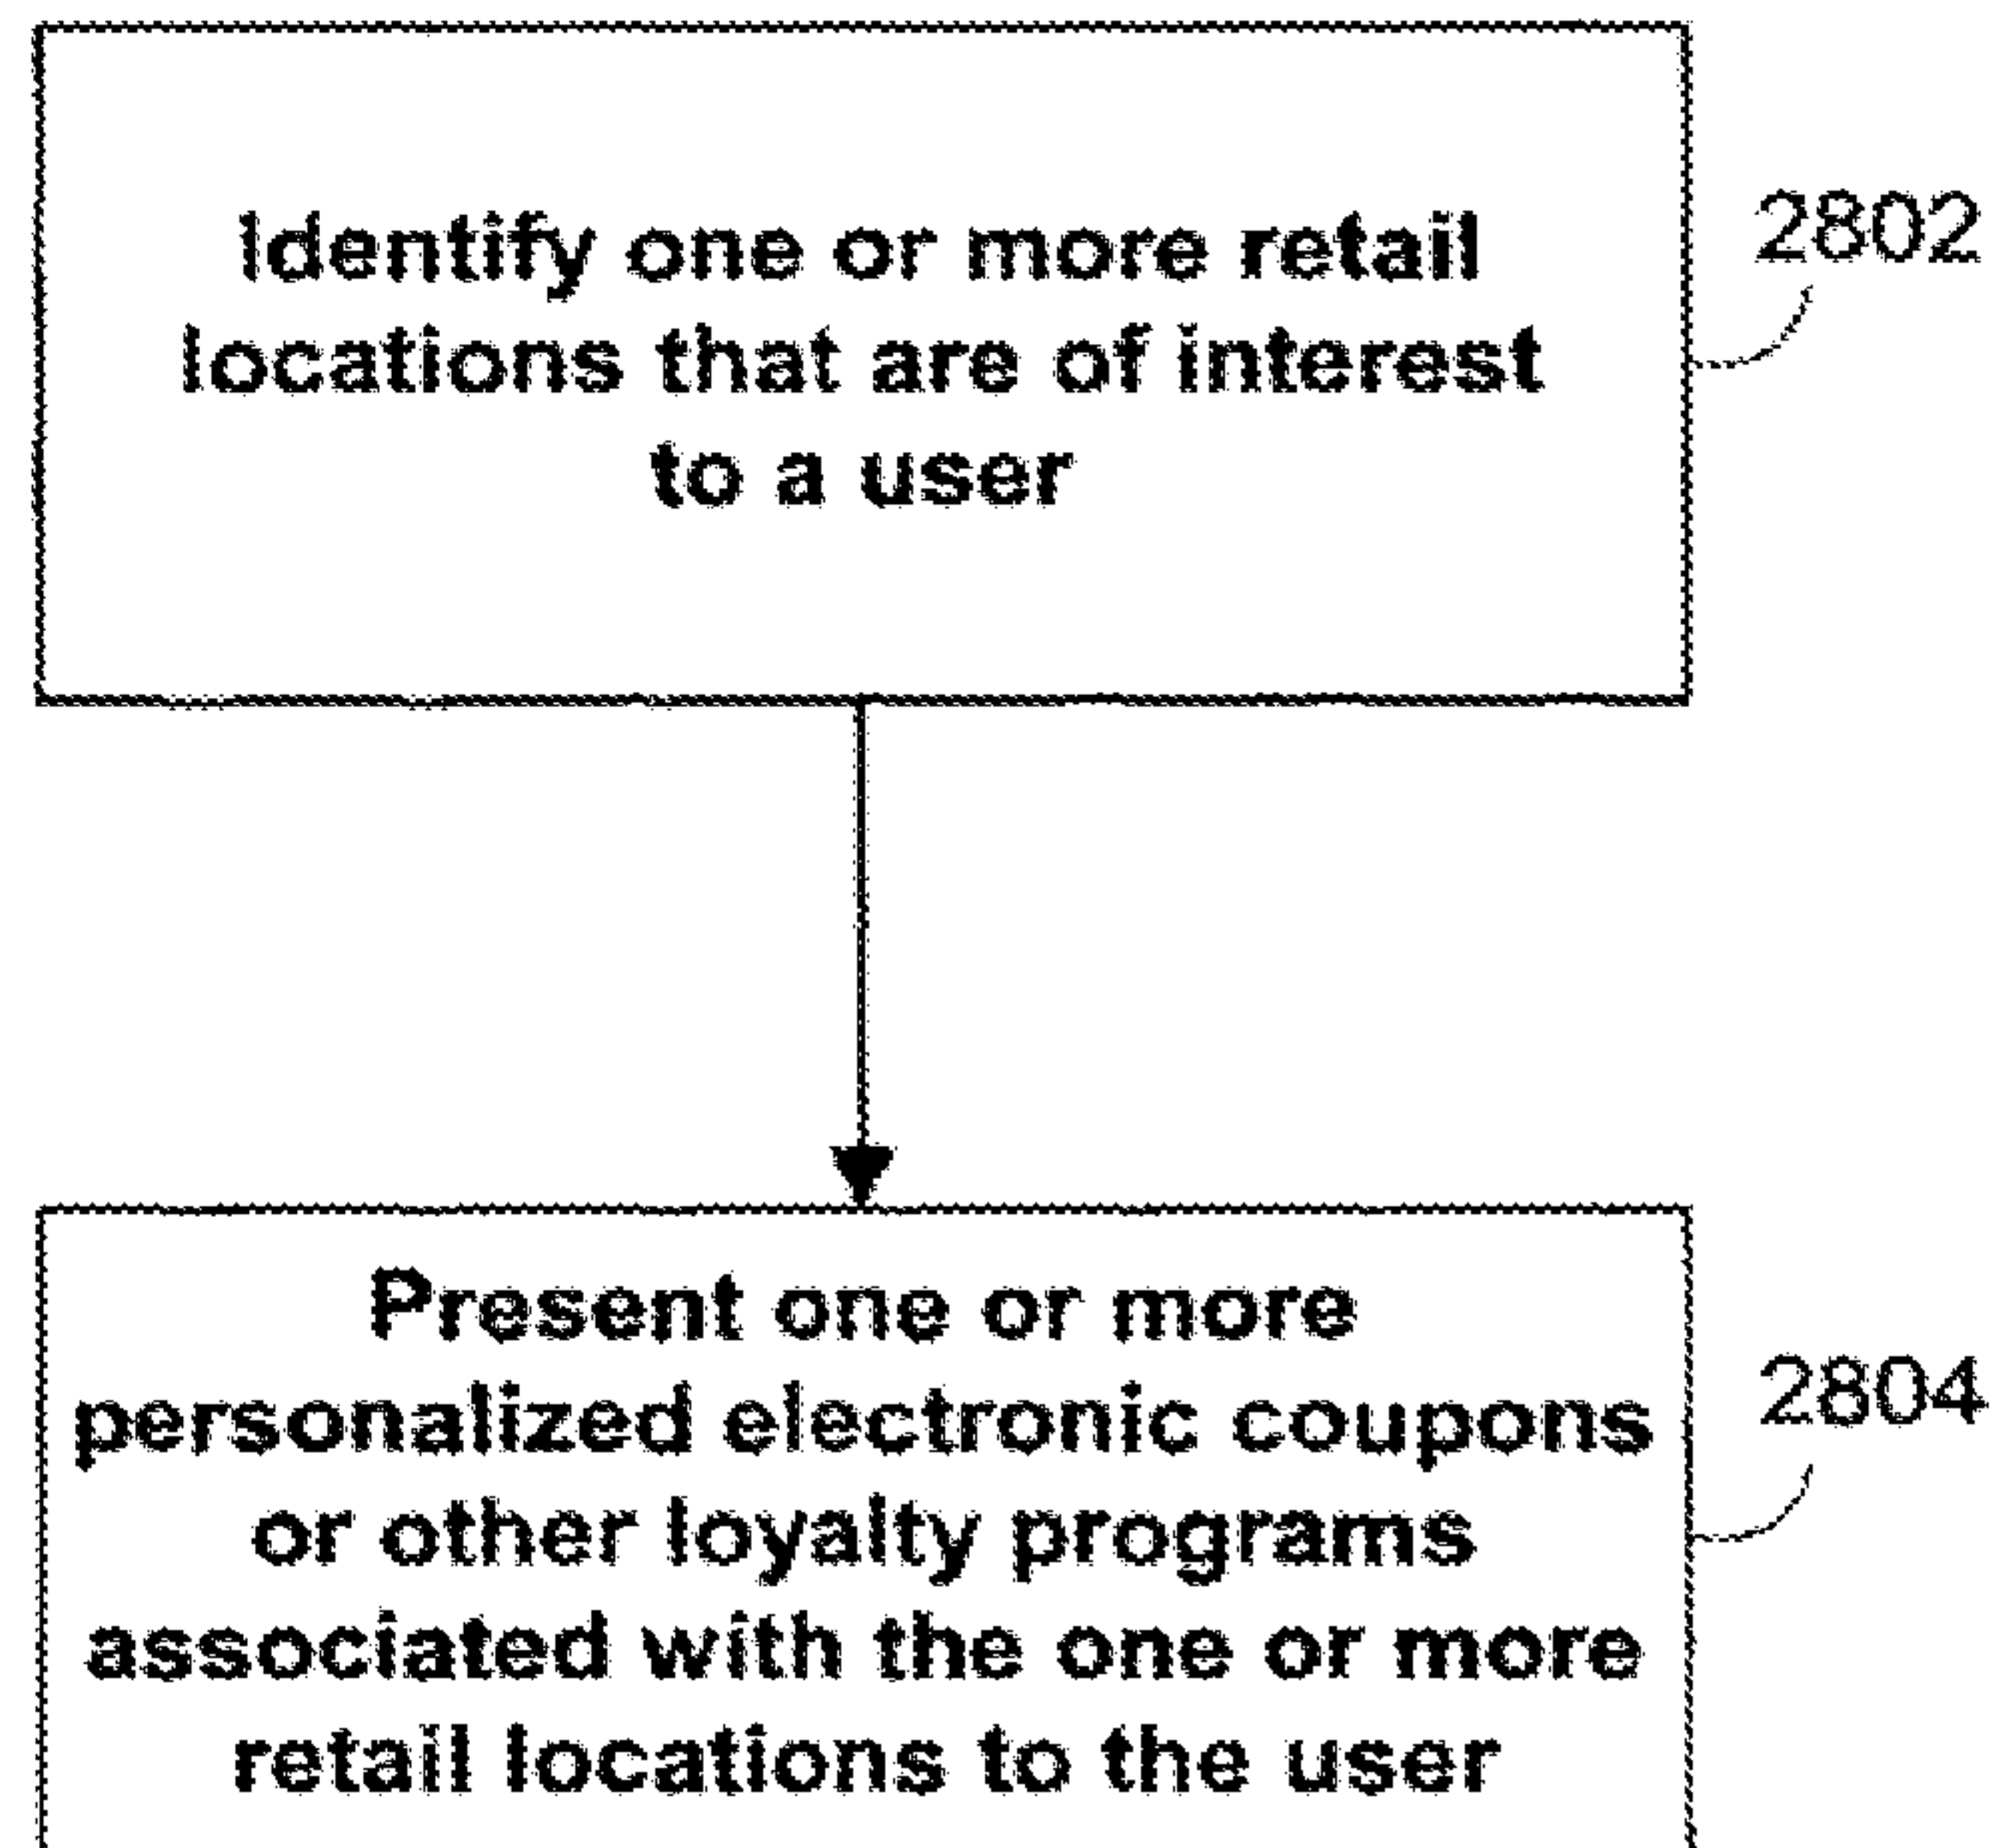 Identify one or more retail
locations that are of interest
to a user
2802
Present one or more
personalized electronic coupons
or other loyalty programs
associated with the one or more
retail locations to the user
2804